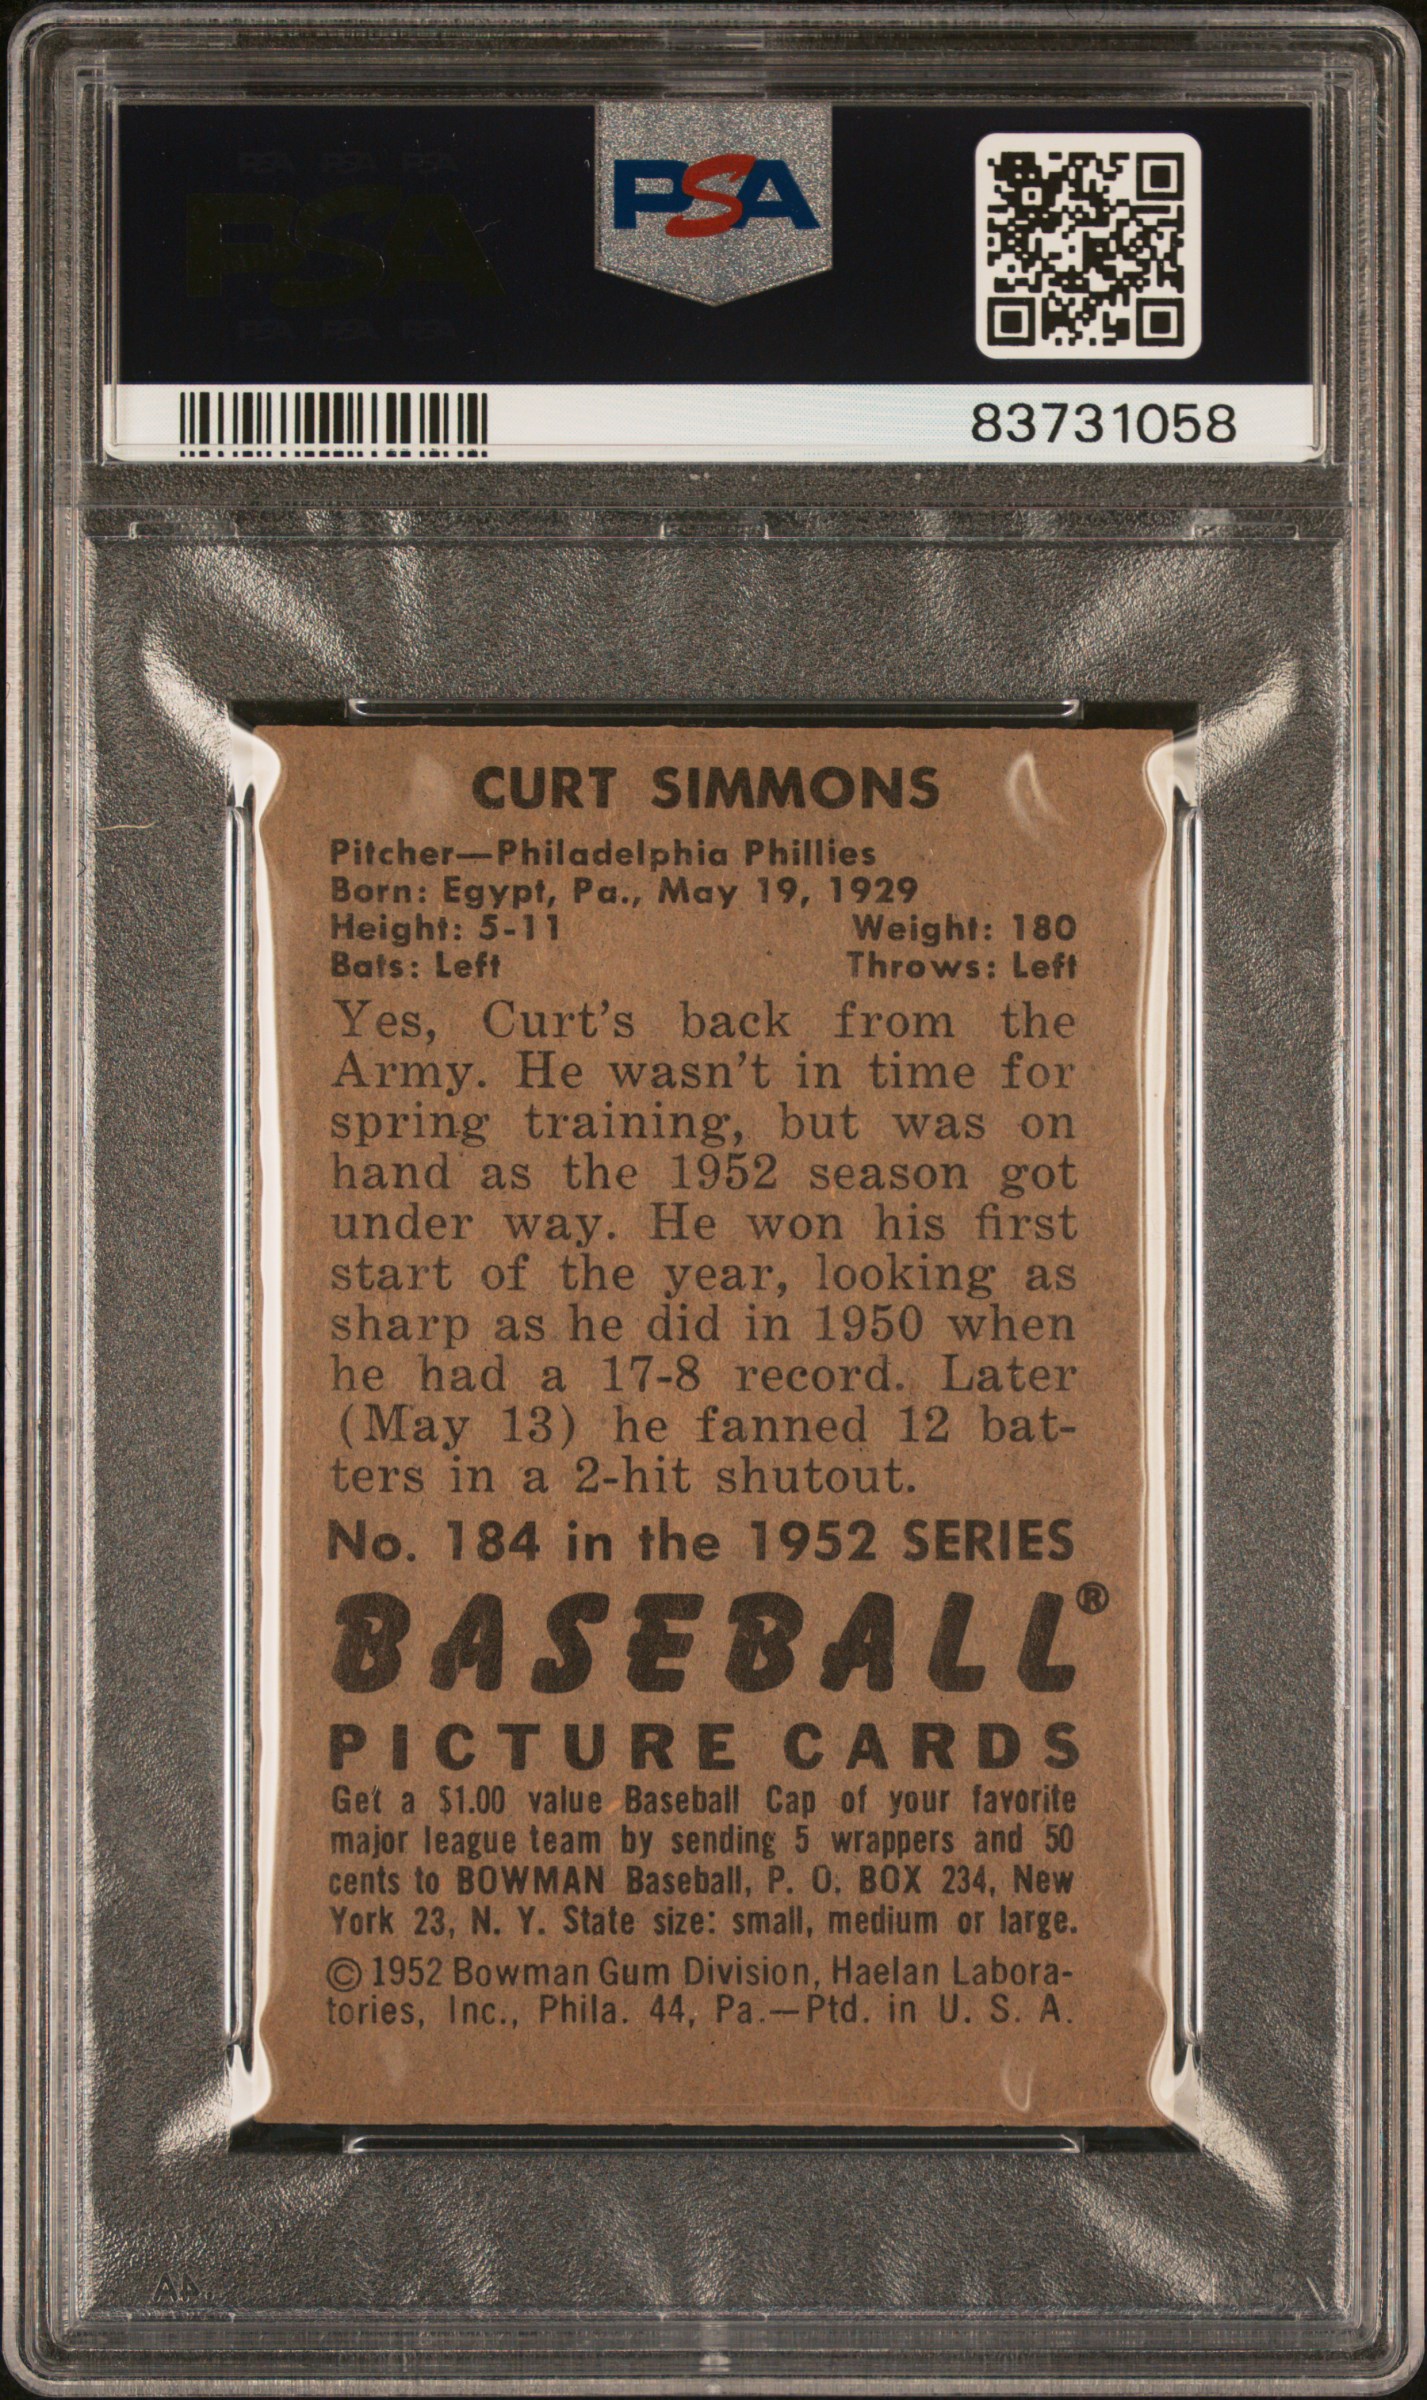 PSA PSA PSA
PSA
PSA PSA PSA
PSA
83731058
CURT SIMMONS
Pitcher—Philadelphia Phillies
Born: Egypt, Pa., May 19, 1929
Height: 5-11 Weight: 180
Bats: Left Throws: Left
Yes, Curt's back from the
Army. He wasn't in time for
spring training, but was on
hand as the 1952 season got
under way. He won his first
start of the year, looking as
sharp as he did in 1950 when
he had a 17-8 record. Later
(May 13) he fanned 12 bat-
ters in a 2-hit shutout.
No. 184 in the 1952 SERIES
BASEBALL®
PICTURE CARDS
Get a $1.00 value Baseball Cap of your favorite
major league team by sending 5 wrappers and 50
cents to BOWMAN Baseball, P. O. BOX 234, New
York 23, N. Y. State size: small, medium or large.
© 1952 Bowman Gum Division, Haelan Labora-
tories, Inc., Phila. 44, Pa.—Ptd. in U. S. A.